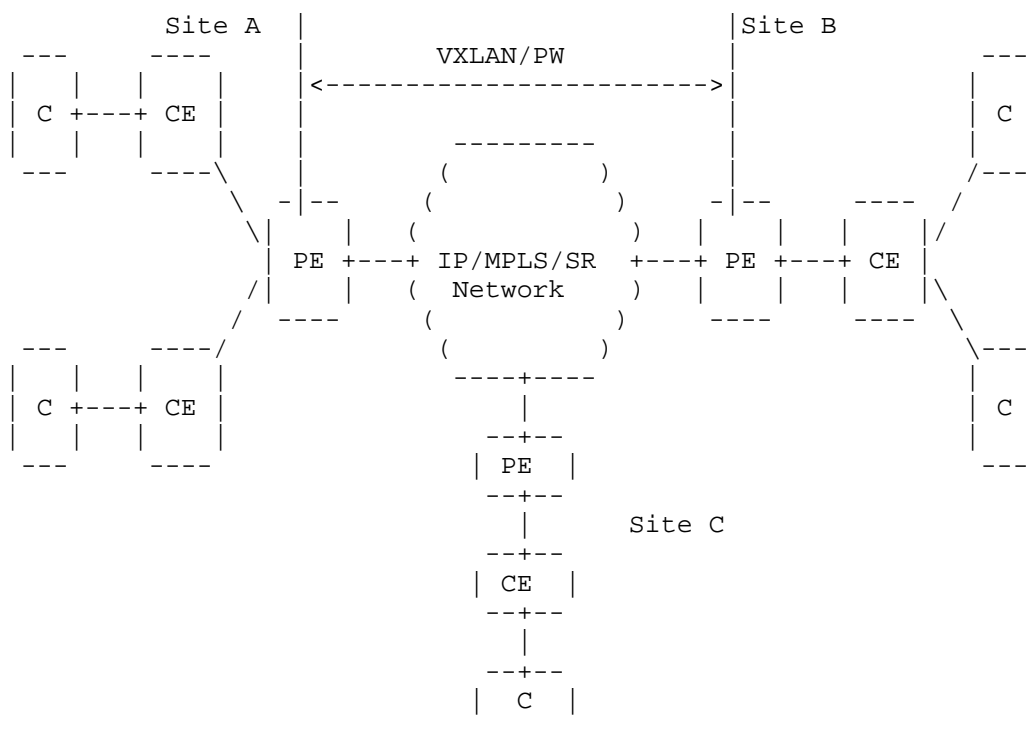 Site A Site B
VXLAN/PW
C CE C
PE IP/MPLS/SR PE CE
Network
C CE C
PE
Site C
CE
C